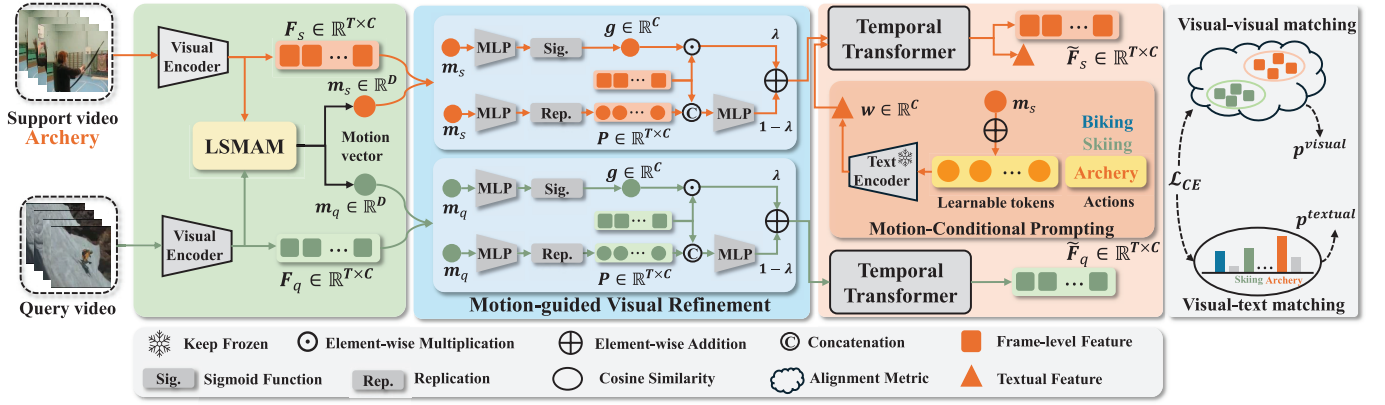 Support video
Archery
Query video
Visual
Encoder
F_s ∈ ℝ^{T×C}
m_s ∈ ℝ^D
LSMAM
Motion
vector
m_q ∈ ℝ^D
Visual
Encoder
F_q ∈ ℝ^{T×C}
m_s
MLP
Sig.
g ∈ ℝ^C
λ
m_s
MLP
Rep.
P ∈ ℝ^{T×C}
C
MLP
1 − λ
m_q
MLP
Sig.
g ∈ ℝ^C
λ
m_q
MLP
Rep.
P ∈ ℝ^{T×C}
C
MLP
1 − λ
Motion-guided Visual Refinement
Temporal
Transformer
F̃_s ∈ ℝ^{T×C}
w ∈ ℝ^C
m_s
Text
Encoder
Biking
Skiing
Archery
Learnable tokens
Actions
Motion-Conditional Prompting
Temporal
Transformer
F̃_q ∈ ℝ^{T×C}
Visual-visual matching
p^{visual}
ℒ_{CE}
p^{textual}
Skiing Archery
Visual-text matching
Keep Frozen
Element-wise Multiplication
Element-wise Addition
C Concatenation
Frame-level Feature
Sig. Sigmoid Function
Rep. Replication
Cosine Similarity
Alignment Metric
Textual Feature